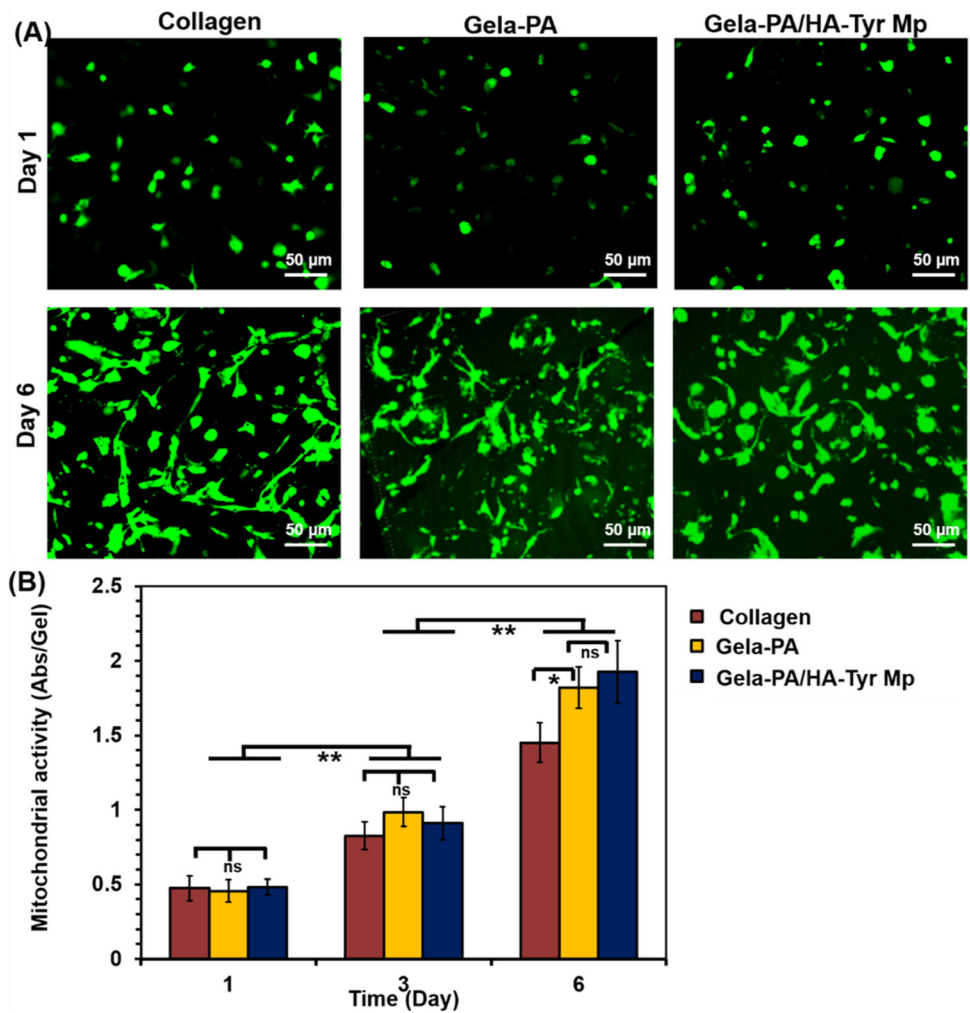 (A)
Collagen
Gela-PA
Gela-PA/HA-Tyr Mp
Day 1
50 µm
50 µm
50 µm
Day 6
50 µm
50 µm
50 µm
(B)
Mitochondrial activity (Abs/Gel)
2.5
2
1.5
1
0.5
0
ns
**
ns
**
*
ns
1
3
6
Time (Day)
Collagen
Gela-PA
Gela-PA/HA-Tyr Mp